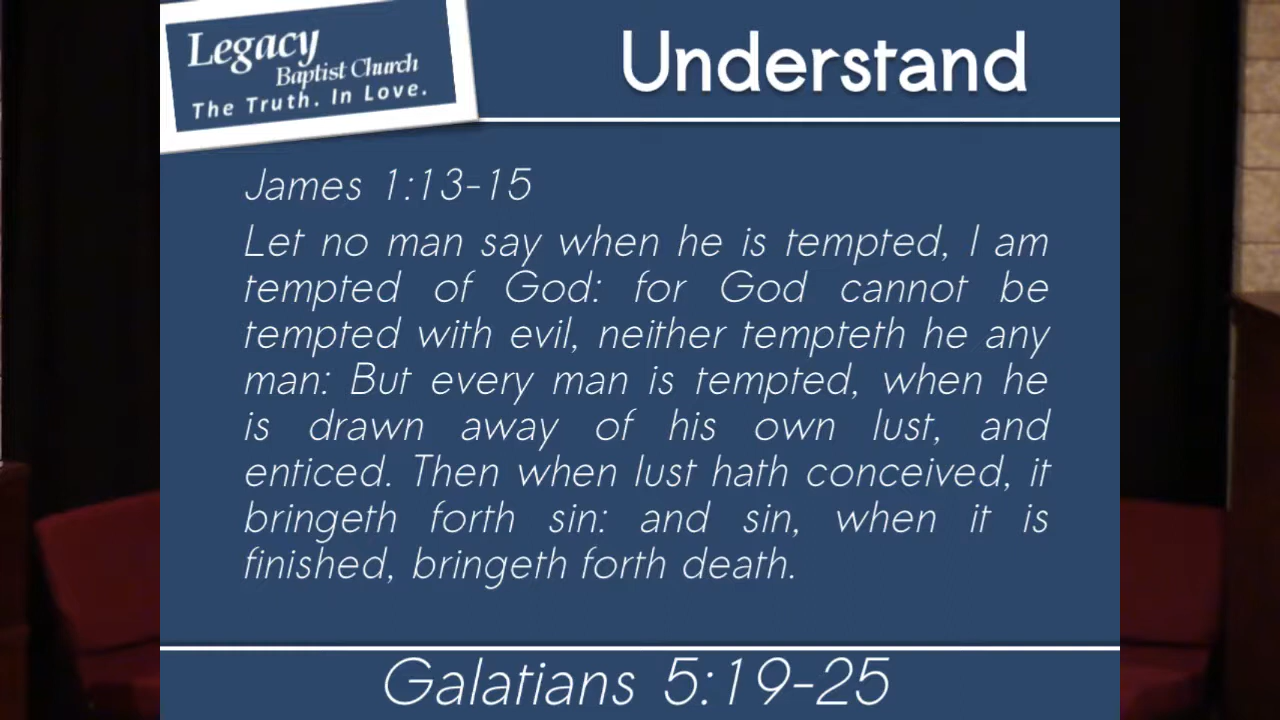 Legacy
Baptist Church
The Truth. In Love.
Understand
James 1:13-15
Let no man say when he is tempted, I am
tempted of God: for God cannot be
tempted with evil, neither tempteth he any
man: But every man is tempted, when he
is drawn away of his own lust, and
enticed. Then when lust hath conceived, it
bringeth forth sin: and sin, when it is
finished, bringeth forth death.
Galatians 5:19-25